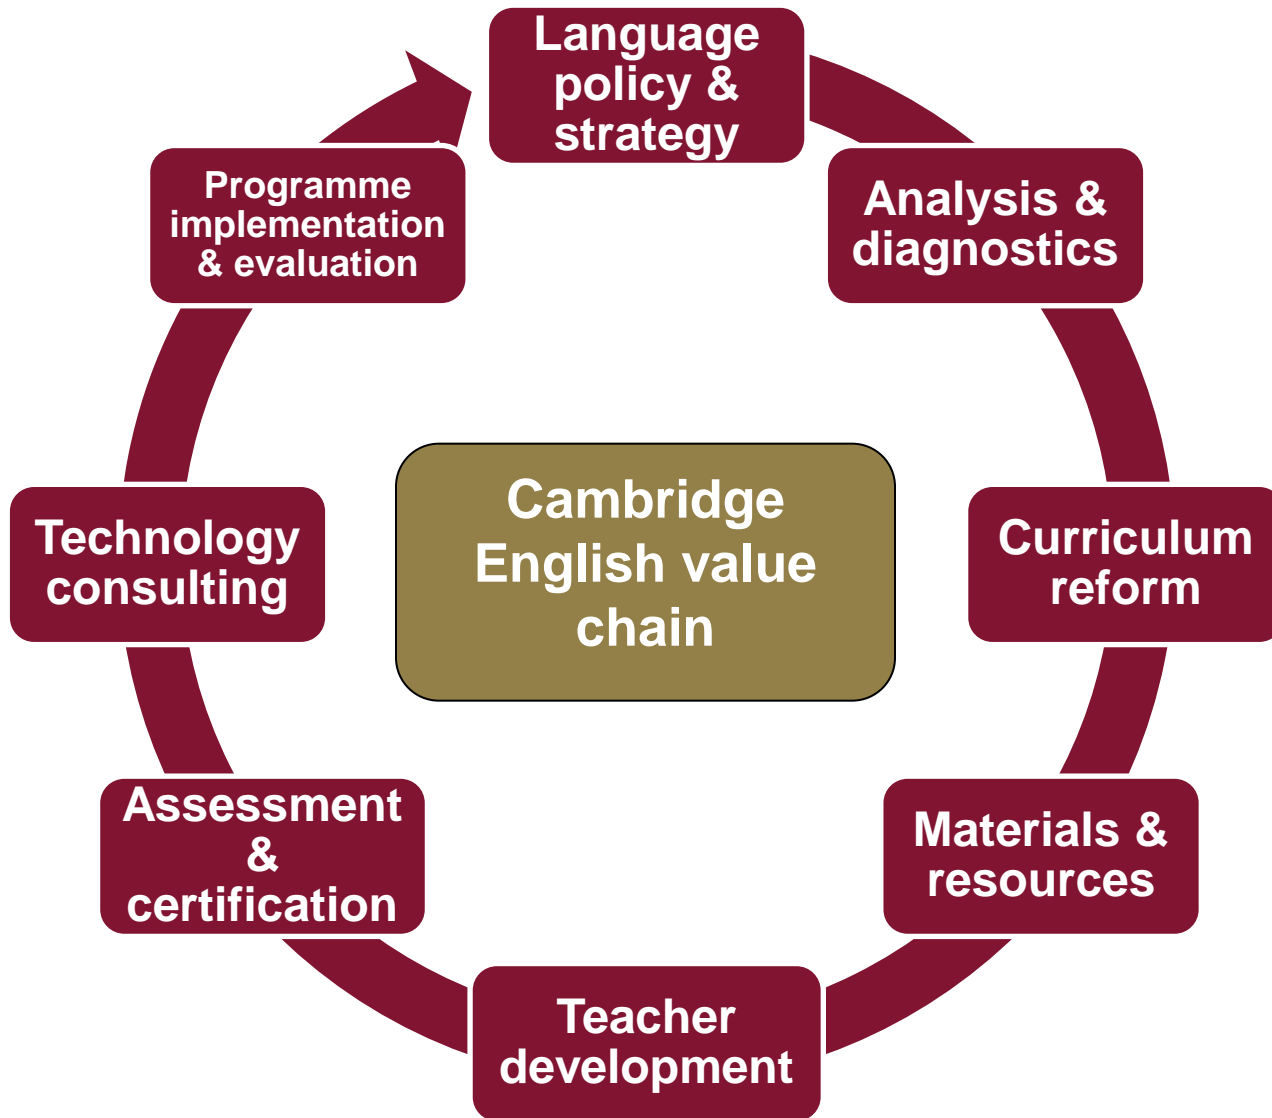 Language
policy &
strategy
Analysis &
diagnostics
Curriculum
reform
Materials &
resources
Teacher
development
Assessment
&
certification
Technology
consulting
Programme
implementation
& evaluation
Cambridge
English value
chain